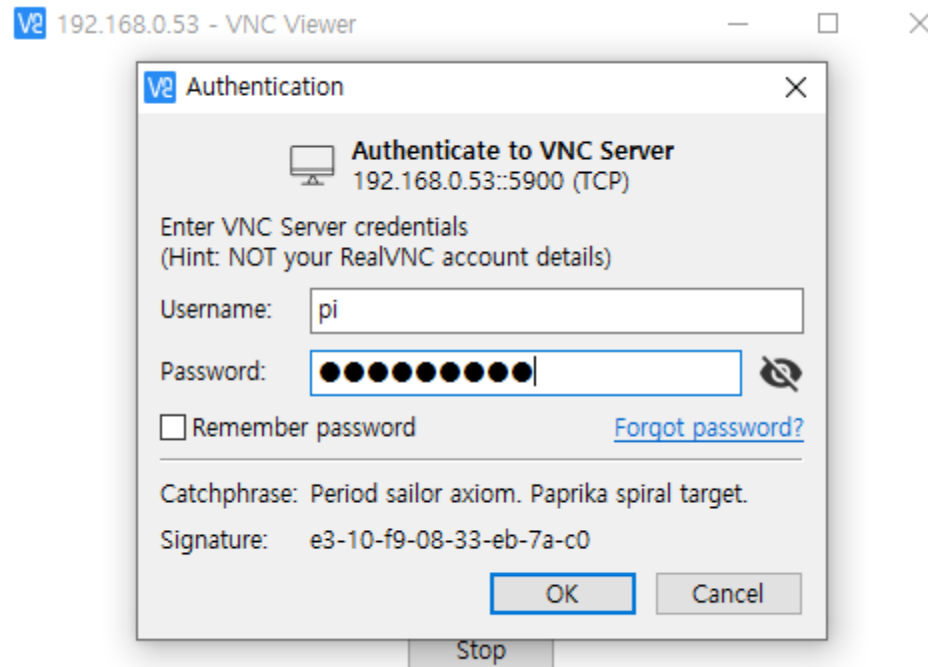 192.168.0.53 - VNC Viewer
Authentication
Authenticate to VNC Server
192.168.0.53::5900 (TCP)
Enter VNC Server credentials
(Hint: NOT your RealVNC account details)
Username: pi
Password: ●●●●●●●●●
Remember password Forgot password?
Catchphrase: Period sailor axiom. Paprika spiral target.
Signature: e3-10-f9-08-33-eb-7a-c0
OK Cancel
Stop